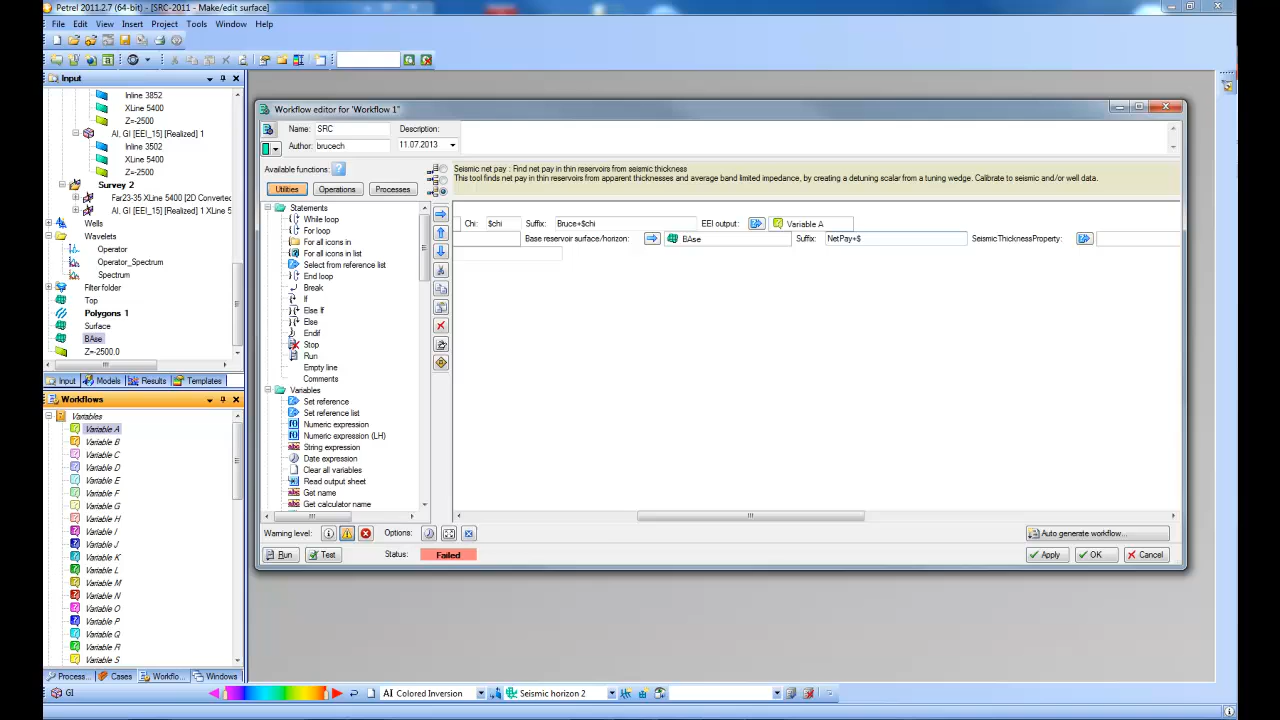 Petrel 2011.2.7 (64-bit) - [SRC-2011 - Make/edit surface]
File Edit View Insert Project Tools Window Help
Input
Inline 3852
XLine 5400
Z=-2500
AI, GI [EEI_15] [Realized] 1
Inline 3502
XLine 5400
Z=-2500
Survey 2
Far23-35 XLine 5400 [2D Converted
AI, GI [EEI_15] [Realized] 1 XLine 5
Wells
Wavelets
Operator
Operator_Spectrum
Spectrum
Filter folder
Top
Polygons 1
Surface
BAse
Z=-2500.0
Input Models Results Templates
Workflows
Variables
Variable A
Variable B
Variable C
Variable D
Variable E
Variable F
Variable G
Variable H
Variable I
Variable J
Variable K
Variable L
Variable M
Variable N
Variable O
Variable P
Variable Q
Variable R
Variable S
Process... Cases Workflo... Windows
Workflow editor for 'Workflow 1'
Name: SRC Description:
Author: brucech 11.07.2013
Available functions:
Utilities Operations Processes
Statements
While loop
For loop
For all icons in
For all icons in list
Select from reference list
End loop
Break
If
Else If
Else
Endif
Stop
Run
Empty line
Comments
Variables
Set reference
Set reference list
Numeric expression
Numeric expression (LH)
String expression
Date expression
Clear all variables
Read output sheet
Get name
Get calculator name
Seismic net pay : Find net pay in thin reservoirs from seismic thickness
This tool finds net pay in thin reservoirs from apparent thicknesses and average band limited impedance, by creating a detuning scalar from a tuning wedge. Calibrate to seismic and/or well data.
Chi: $chi Suffix: Bruce+$chi EEI output: Variable A
Base reservoir surface/horizon: BAse Suffix: NetPay+$ SeismicThicknessProperty:
Warning level: Options: Auto generate workflow...
Run Test Status: Failed Apply OK Cancel
GI AI Colored Inversion Seismic horizon 2